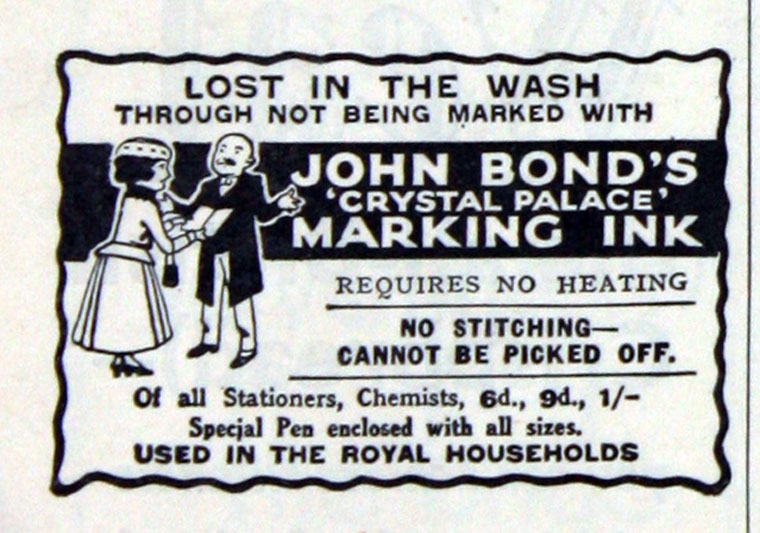 LOST IN THE WASH
THROUGH NOT BEING MARKED WITH
JOHN BOND'S
'CRYSTAL PALACE'
MARKING INK
REQUIRES NO HEATING
NO STITCHING—
CANNOT BE PICKED OFF.
Of all Stationers, Chemists, 6d., 9d., 1/-
Special Pen enclosed with all sizes.
USED IN THE ROYAL HOUSEHOLDS